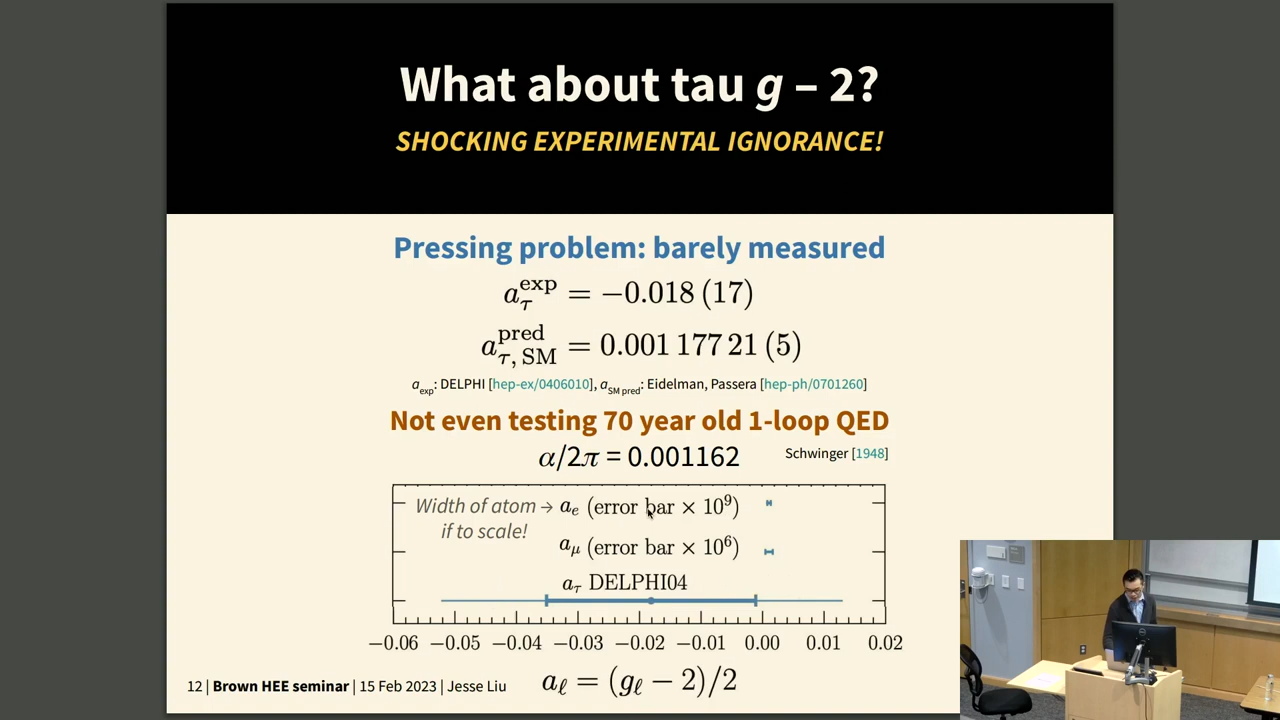 What about tau g – 2?
SHOCKING EXPERIMENTAL IGNORANCE!
Pressing problem: barely measured
a_τ^exp = −0.018 (17)
a_τ, SM^pred = 0.001 177 21 (5)
a_exp: DELPHI [hep-ex/0406010], a_SM pred: Eidelman, Passera [hep-ph/0701260]
Not even testing 70 year old 1-loop QED
α/2π = 0.001162 Schwinger [1948]
Width of atom → a_e (error bar × 10^9)
if to scale!
a_μ (error bar × 10^6)
a_τ DELPHI04
−0.06 −0.05 −0.04 −0.03 −0.02 −0.01 0.00 0.01 0.02
a_ℓ = (g_ℓ − 2)/2
12 | Brown HEE seminar | 15 Feb 2023 | Jesse Liu